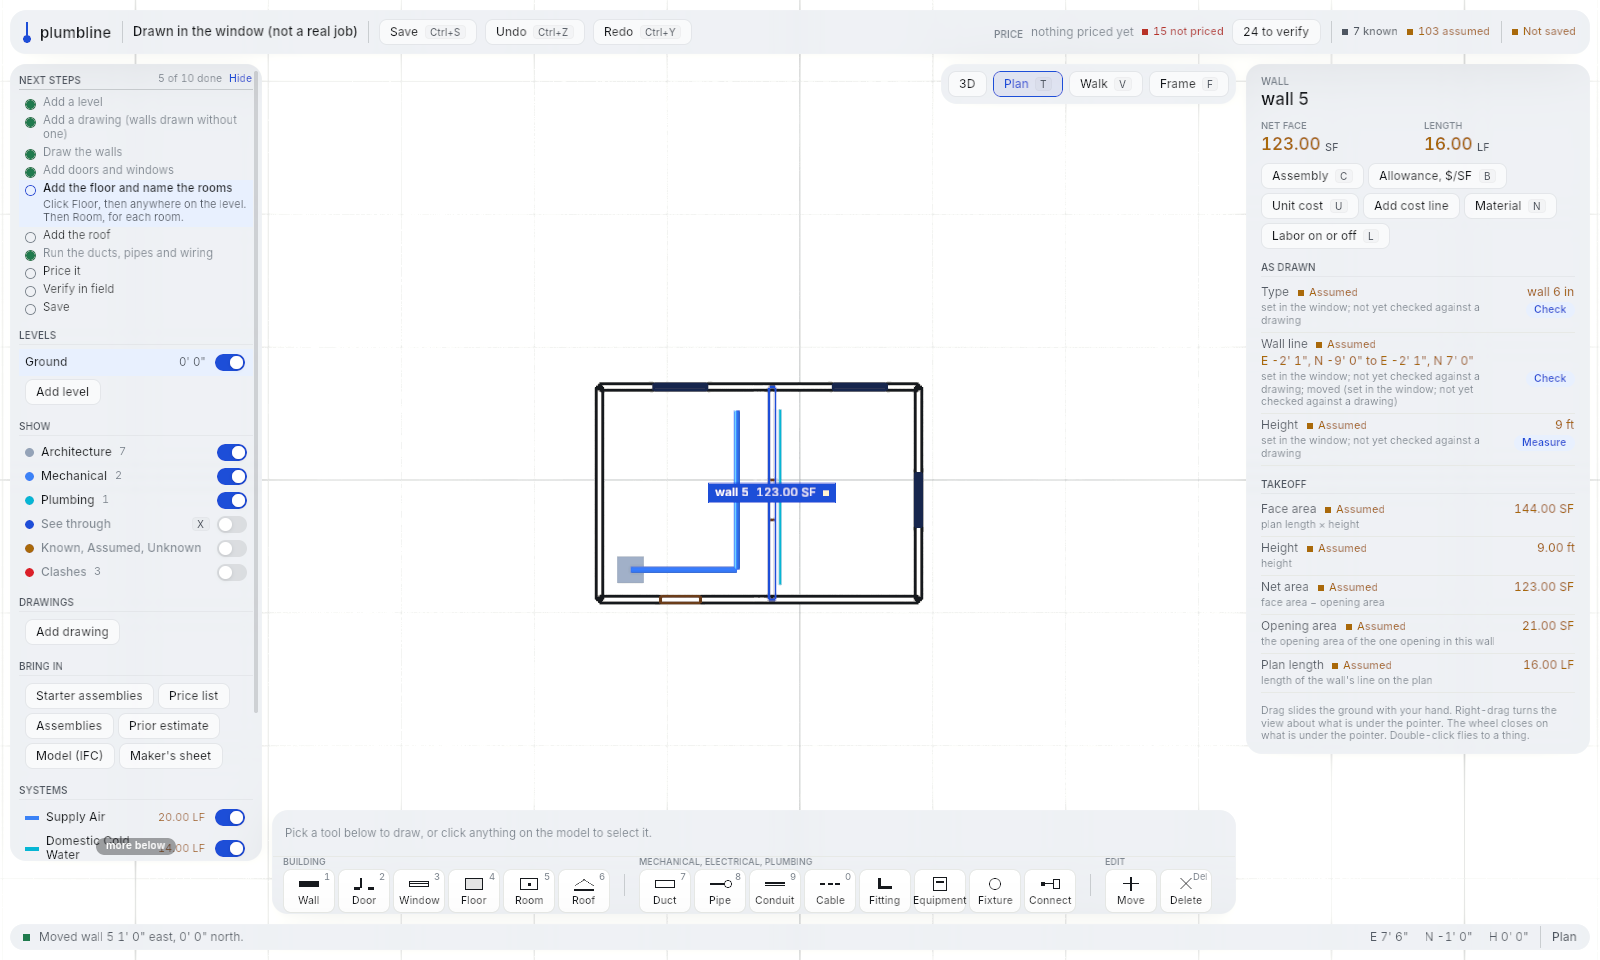 plumbline
Drawn in the window (not a real job)
Save Ctrl+S
Undo Ctrl+Z
Redo Ctrl+Y
PRICE nothing priced yet
15 not priced
24 to verify
7 known
103 assumed
Not saved
NEXT STEPS 5 of 10 done Hide
Add a level
Add a drawing (walls drawn without
one)
Draw the walls
Add doors and windows
Add the floor and name the rooms
Click Floor, then anywhere on the level.
Then Room, for each room.
Add the roof
Run the ducts, pipes and wiring
Price it
Verify in field
Save
LEVELS
Ground 0' 0"
Add level
SHOW
Architecture 7
Mechanical 2
Plumbing 1
See through X
Known, Assumed, Unknown
Clashes 3
DRAWINGS
Add drawing
BRING IN
Starter assemblies Price list
Assemblies Prior estimate
Model (IFC) Maker's sheet
SYSTEMS
Supply Air 20.00 LF
Domestic Cold
Water 14.00 LF
more below
3D
Plan T
Walk V
Frame F
wall 5 123.00 SF
WALL
wall 5
NET FACE LENGTH
123.00 SF 16.00 LF
Assembly C Allowance, $/SF B
Unit cost U Add cost line Material N
Labor on or off L
AS DRAWN
Type Assumed wall 6 in
set in the window; not yet checked against a
drawing
Check
Wall line Assumed
E -2' 1", N -9' 0" to E -2' 1", N 7' 0"
set in the window; not yet checked against a
drawing; moved (set in the window; not yet
checked against a drawing)
Check
Height Assumed 9 ft
set in the window; not yet checked against a
drawing
Measure
TAKEOFF
Face area Assumed 144.00 SF
plan length × height
Height Assumed 9.00 ft
height
Net area Assumed 123.00 SF
face area − opening area
Opening area Assumed 21.00 SF
the opening area of the one opening in this wall
Plan length Assumed 16.00 LF
length of the wall's line on the plan
Drag slides the ground with your hand. Right-drag turns the
view about what is under the pointer. The wheel closes on
what is under the pointer. Double-click flies to a thing.
Pick a tool below to draw, or click anything on the model to select it.
BUILDING
Wall 1
Door 2
Window 3
Floor 4
Room 5
Roof 6
MECHANICAL, ELECTRICAL, PLUMBING
Duct 7
Pipe 8
Conduit 9
Cable 0
Fitting
Equipment
Fixture
Connect
EDIT
Move
Delete Del
Moved wall 5 1' 0" east, 0' 0" north.
E 7' 6" N -1' 0" H 0' 0" Plan